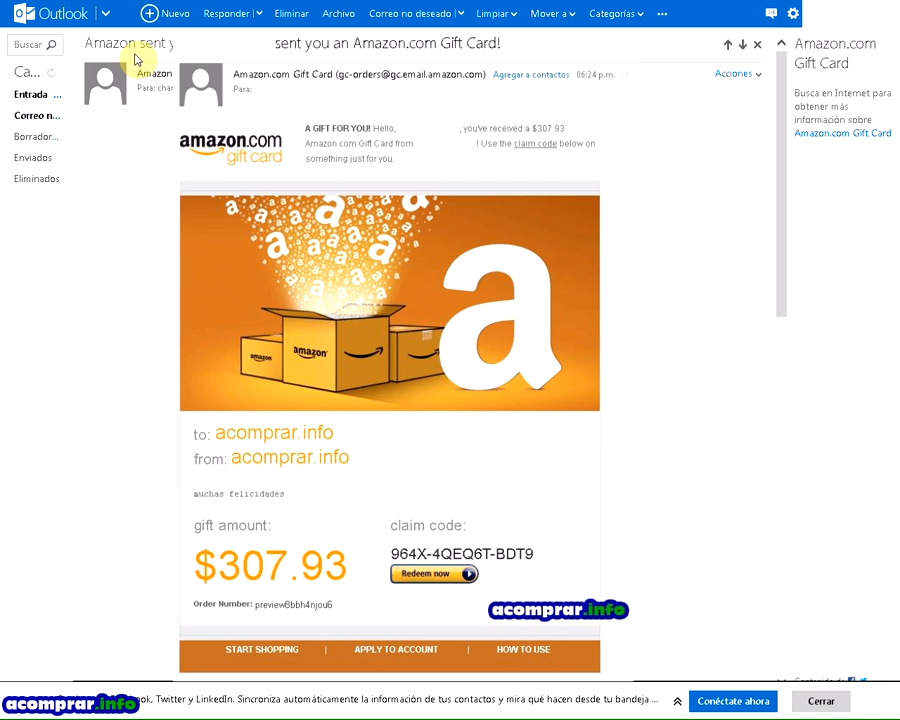 Outlook
Nuevo Responder Eliminar Archivo Correo no deseado Limpiar Mover a Categorías •••
Buscar
Amazon sent y
sent you an Amazon.com Gift Card!
Ca...
Entrada ...
Correo n...
Borrador...
Enviados
Eliminados
Amazon
Para: char
Amazon.com Gift Card (gc-orders@gc.email.amazon.com) Agregar a contactos 06:24 p.m.
Para:
Acciones
Amazon.com
Gift Card
Busca en Internet para
obtener más
información sobre
Amazon.com Gift Card
amazon.com
gift card
A GIFT FOR YOU! Hello, , you've received a $307.93
Amazon.com Gift Card from ! Use the claim code below on
something just for you.
a
amazon
amazon
to: acomprar.info
from: acomprar.info
muchas felicidades
gift amount:
$307.93
claim code:
964X-4QEQ6T-BDT9
Redeem now
Order Number: preview8bbh4njou6
acomprar.info
START SHOPPING | APPLY TO ACCOUNT | HOW TO USE
acomprar.info
ok, Twitter y LinkedIn. Sincroniza automáticamente la información de tus contactos y mira qué hacen desde tu bandeja ...
Conéctate ahora
Cerrar